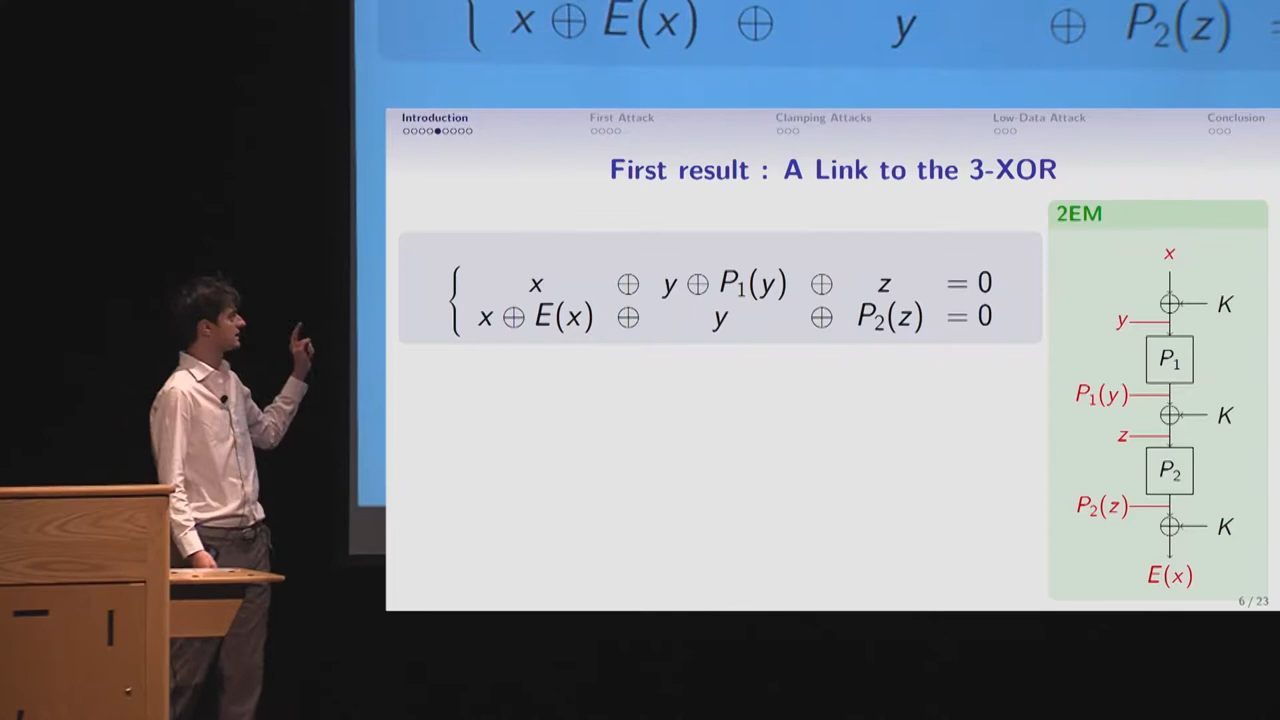 x ⊕ E(x) ⊕ y ⊕ P₂(z) =
Introduction First Attack Clamping Attacks Low-Data Attack Conclusion
First result : A Link to the 3-XOR
x ⊕ y ⊕ P₁(y) ⊕ z = 0
x ⊕ E(x) ⊕ y ⊕ P₂(z) = 0
2EM
x
K
y
P₁
P₁(y)
K
z
P₂
P₂(z)
K
E(x)
6 / 23